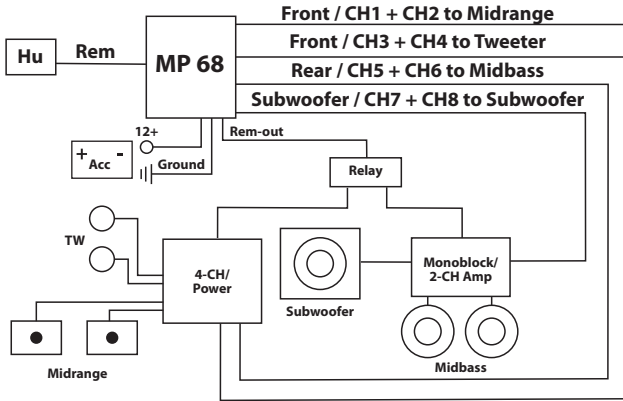 Front / CH1 + CH2 to Midrange
Front / CH3 + CH4 to Tweeter
Hu
Rem
MP 68
Rear / CH5 + CH6 to Midbass
Subwoofer / CH7 + CH8 to Subwoofer
12+
Rem-out
+ -
Acc
Ground
Relay
TW
4-CH/
Power
Monoblock/
2-CH Amp
Subwoofer
Midrange
Midbass